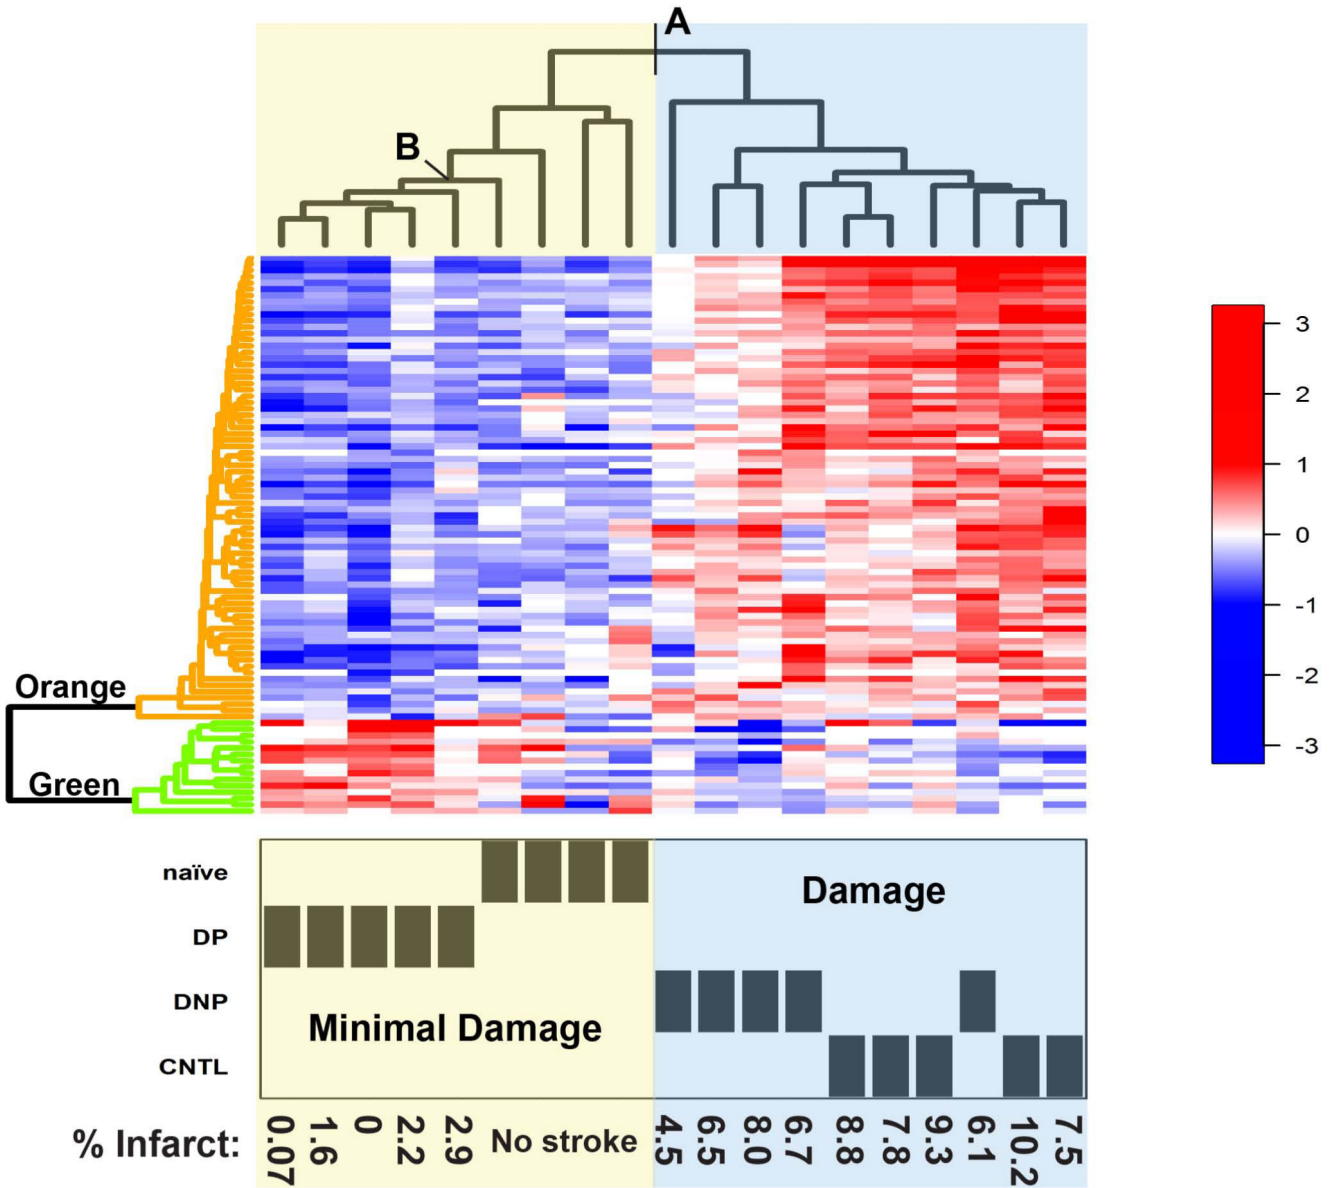 A
B
3
2
1
0
-1
-2
-3
Orange
Green
naïve
DP
DNP
CNTL
Damage
Minimal Damage
% Infarct: 0.07 1.6 0 2.2 2.9 No stroke 4.5 6.5 8.0 6.7 8.8 7.8 9.3 6.1 10.2 7.5